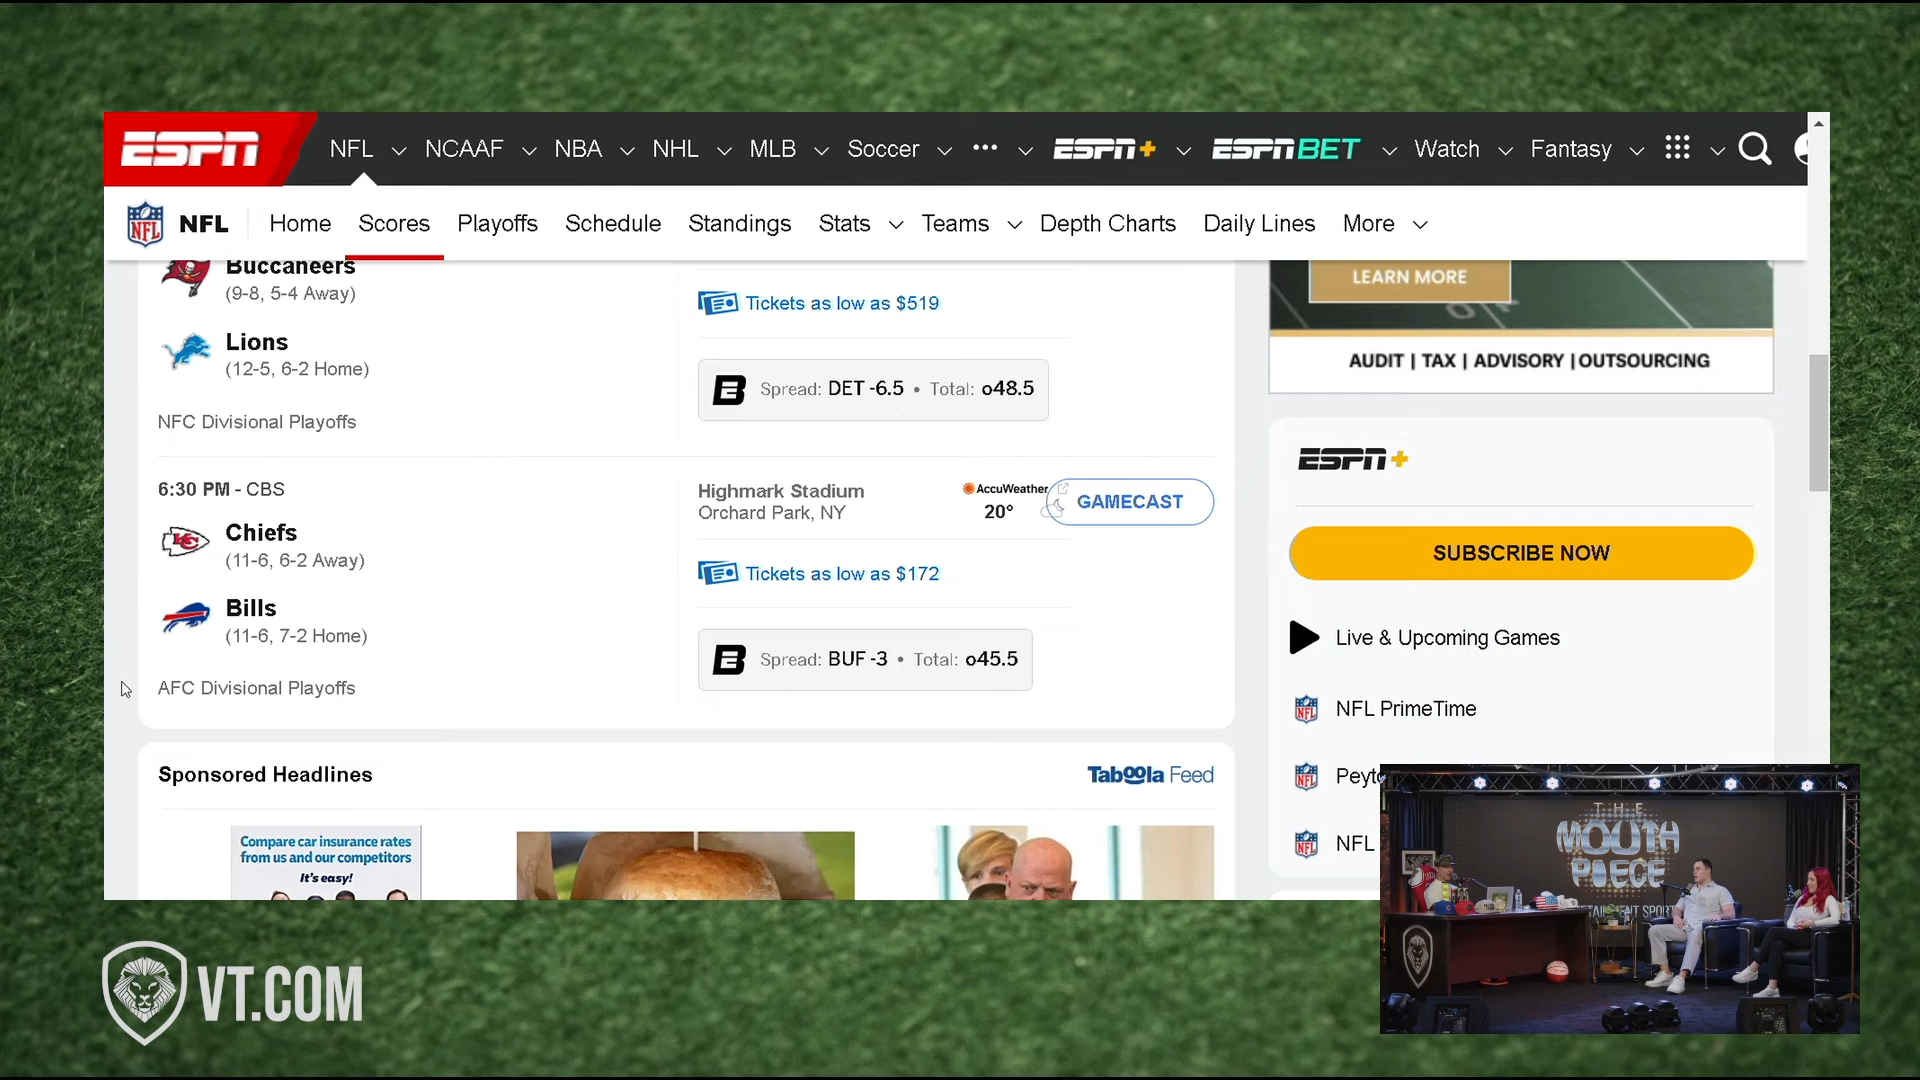 ESPN
NFL
NCAAF
NBA
NHL
MLB
Soccer
•••
ESPN+
ESPN BET
Watch
Fantasy
NFL
NFL
Home
Scores
Playoffs
Schedule
Standings
Stats
Teams
Depth Charts
Daily Lines
More
Buccaneers
(9-8, 5-4 Away)
Tickets as low as $519
Lions
(12-5, 6-2 Home)
Spread: DET -6.5 • Total: o48.5
NFC Divisional Playoffs
6:30 PM - CBS
Highmark Stadium
Orchard Park, NY
AccuWeather
20°
GAMECAST
Chiefs
(11-6, 6-2 Away)
Tickets as low as $172
Bills
(11-6, 7-2 Home)
Spread: BUF -3 • Total: o45.5
AFC Divisional Playoffs
Sponsored Headlines
Taboola Feed
Compare car insurance rates
from us and our competitors
It's easy!
LEARN MORE
AUDIT | TAX | ADVISORY | OUTSOURCING
ESPN+
SUBSCRIBE NOW
Live & Upcoming Games
NFL
NFL PrimeTime
NFL
Peyto
NFL
NFL
THE
MOUTH
PIECE
VT.COM